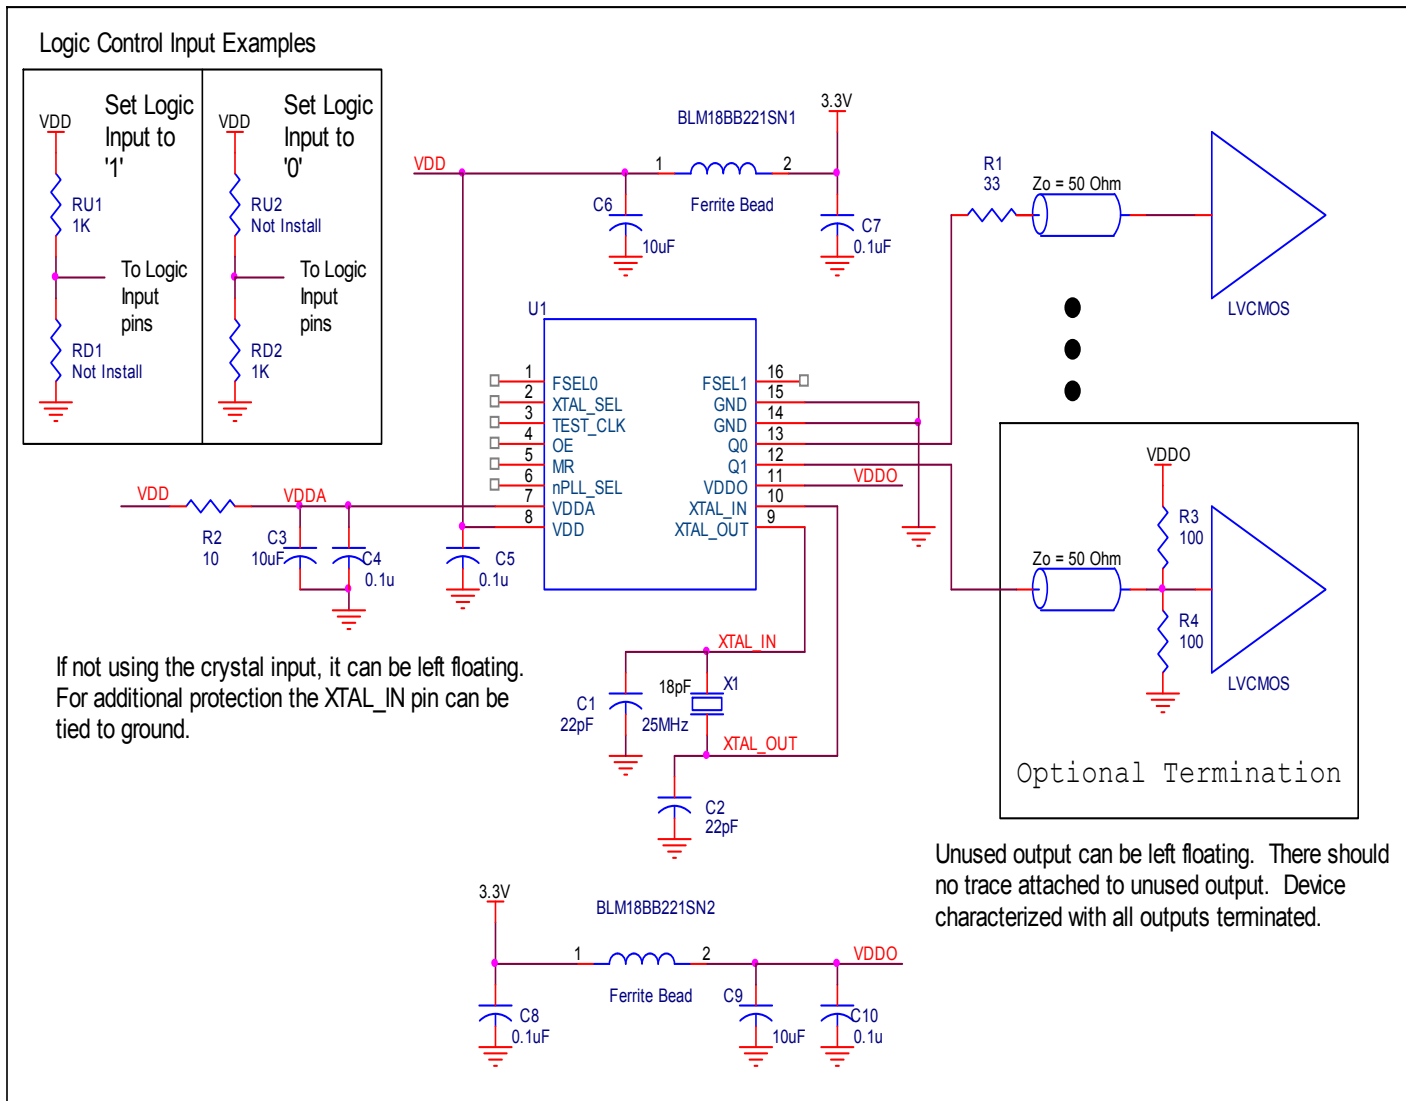 Logic Control Input Examples
Set Logic
Input to
'1'
VDD
RU1
1K
To Logic
Input
pins
RD1
Not Install
Set Logic
Input to
'0'
VDD
RU2
Not Install
To Logic
Input
pins
RD2
1K
3.3V
BLM18BB221SN1
VDD
1
2
Ferrite Bead
C6
10uF
C7
0.1uF
R1
33
Zo = 50 Ohm
LVCMOS
U1
1
FSEL0
2
XTAL_SEL
3
TEST_CLK
4
OE
5
MR
6
nPLL_SEL
7
VDDA
8
VDD
16
FSEL1
15
GND
14
GND
13
Q0
12
Q1
11
VDDO
10
XTAL_IN
9
XTAL_OUT
VDDO
VDD
VDDA
R2
10
C3
10uF
C4
0.1u
C5
0.1u
VDDO
R3
100
Zo = 50 Ohm
R4
100
LVCMOS
Optional Termination
If not using the crystal input, it can be left floating.
For additional protection the XTAL_IN pin can be
tied to ground.
XTAL_IN
C1
22pF
18pF
X1
25MHz
XTAL_OUT
C2
22pF
Unused output can be left floating. There should
no trace attached to unused output. Device
characterized with all outputs terminated.
3.3V
BLM18BB221SN2
1
2
VDDO
Ferrite Bead
C8
0.1uF
C9
10uF
C10
0.1u